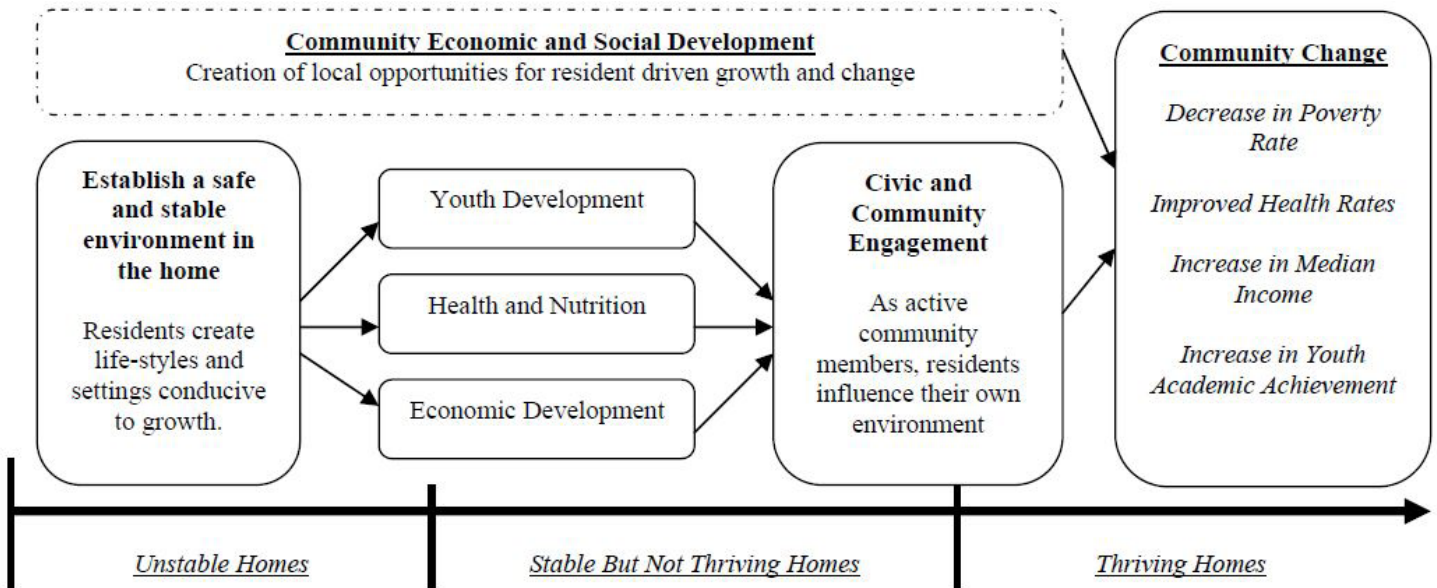 Community Economic and Social Development
Creation of local opportunities for resident driven growth and change
Establish a safe
and stable
environment in
the home
Residents create
life-styles and
settings conducive
to growth.
Youth Development
Health and Nutrition
Economic Development
Civic and
Community
Engagement
As active
community
members, residents
influence their own
environment
Community Change
Decrease in Poverty
Rate
Improved Health Rates
Increase in Median
Income
Increase in Youth
Academic Achievement
Unstable Homes
Stable But Not Thriving Homes
Thriving Homes